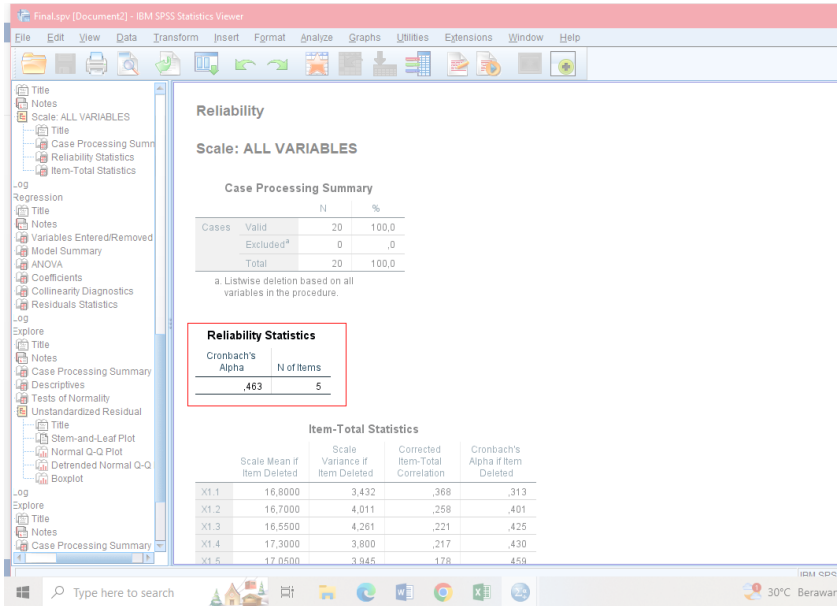 Final.spv [Document2] - IBM SPSS Statistics Viewer
File Edit View Data Transform Insert Format Analyze Graphs Utilities Extensions Window Help
Title
Notes
Scale: ALL VARIABLES
Title
Case Processing Summ
Reliability Statistics
Item-Total Statistics
Log
Regression
Title
Notes
Variables Entered/Removed
Model Summary
ANOVA
Coefficients
Collinearity Diagnostics
Residuals Statistics
Log
Explore
Title
Notes
Case Processing Summary
Descriptives
Tests of Normality
Unstandardized Residual
Title
Stem-and-Leaf Plot
Normal Q-Q Plot
Detrended Normal Q-Q
Boxplot
Log
Explore
Title
Notes
Case Processing Summary
Reliability
Scale: ALL VARIABLES
Case Processing Summary
N %
Cases Valid 20 100,0
Excludedᵃ 0 ,0
Total 20 100,0
a. Listwise deletion based on all
variables in the procedure.
Reliability Statistics
Cronbach's
Alpha N of Items
,463 5
Item-Total Statistics
Scale Mean if
Item Deleted
Scale
Variance if
Item Deleted
Corrected
Item-Total
Correlation
Cronbach's
Alpha if Item
Deleted
X1.1 16,8000 3,432 ,368 ,313
X1.2 16,7000 4,011 ,258 ,401
X1.3 16,5500 4,261 ,221 ,425
X1.4 17,3000 3,800 ,217 ,430
X1.5 17,0500 3,945 ,178 ,459
IBM SPS
Type here to search
30°C Berawan